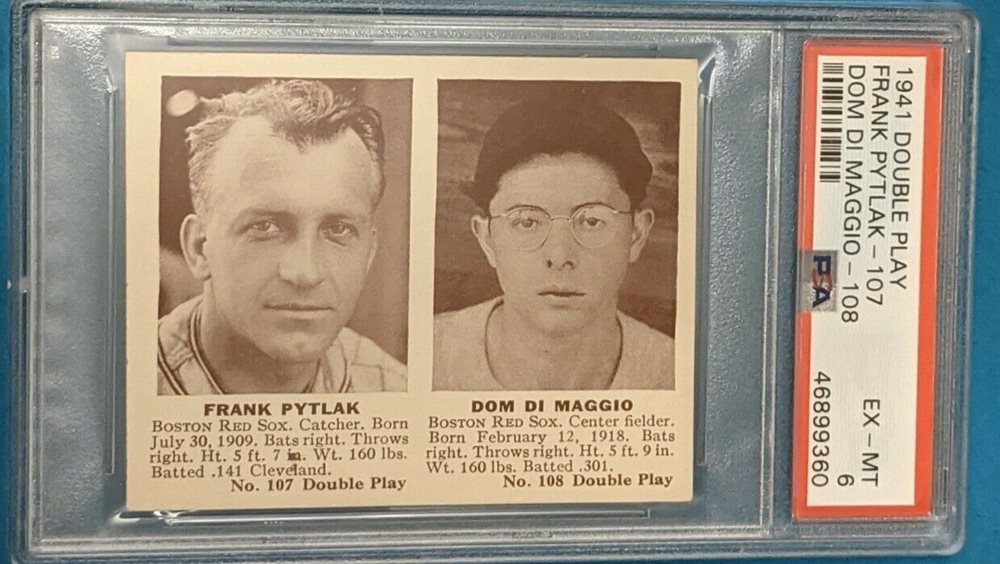 FRANK PYTLAK
BOSTON RED SOX. Catcher. Born
July 30, 1909. Bats right. Throws
right. Ht. 5 ft. 7 in. Wt. 160 lbs.
Batted .141 Cleveland.
No. 107 Double Play
DOM DI MAGGIO
BOSTON RED SOX. Center fielder.
Born February 12, 1918. Bats
right. Throws right. Ht. 5 ft. 9 in.
Wt. 160 lbs. Batted .301.
No. 108 Double Play
1941 DOUBLE PLAY
FRANK PYTLAK-107
DOM DI MAGGIO-108
EX-MT
6
PSA
46899360